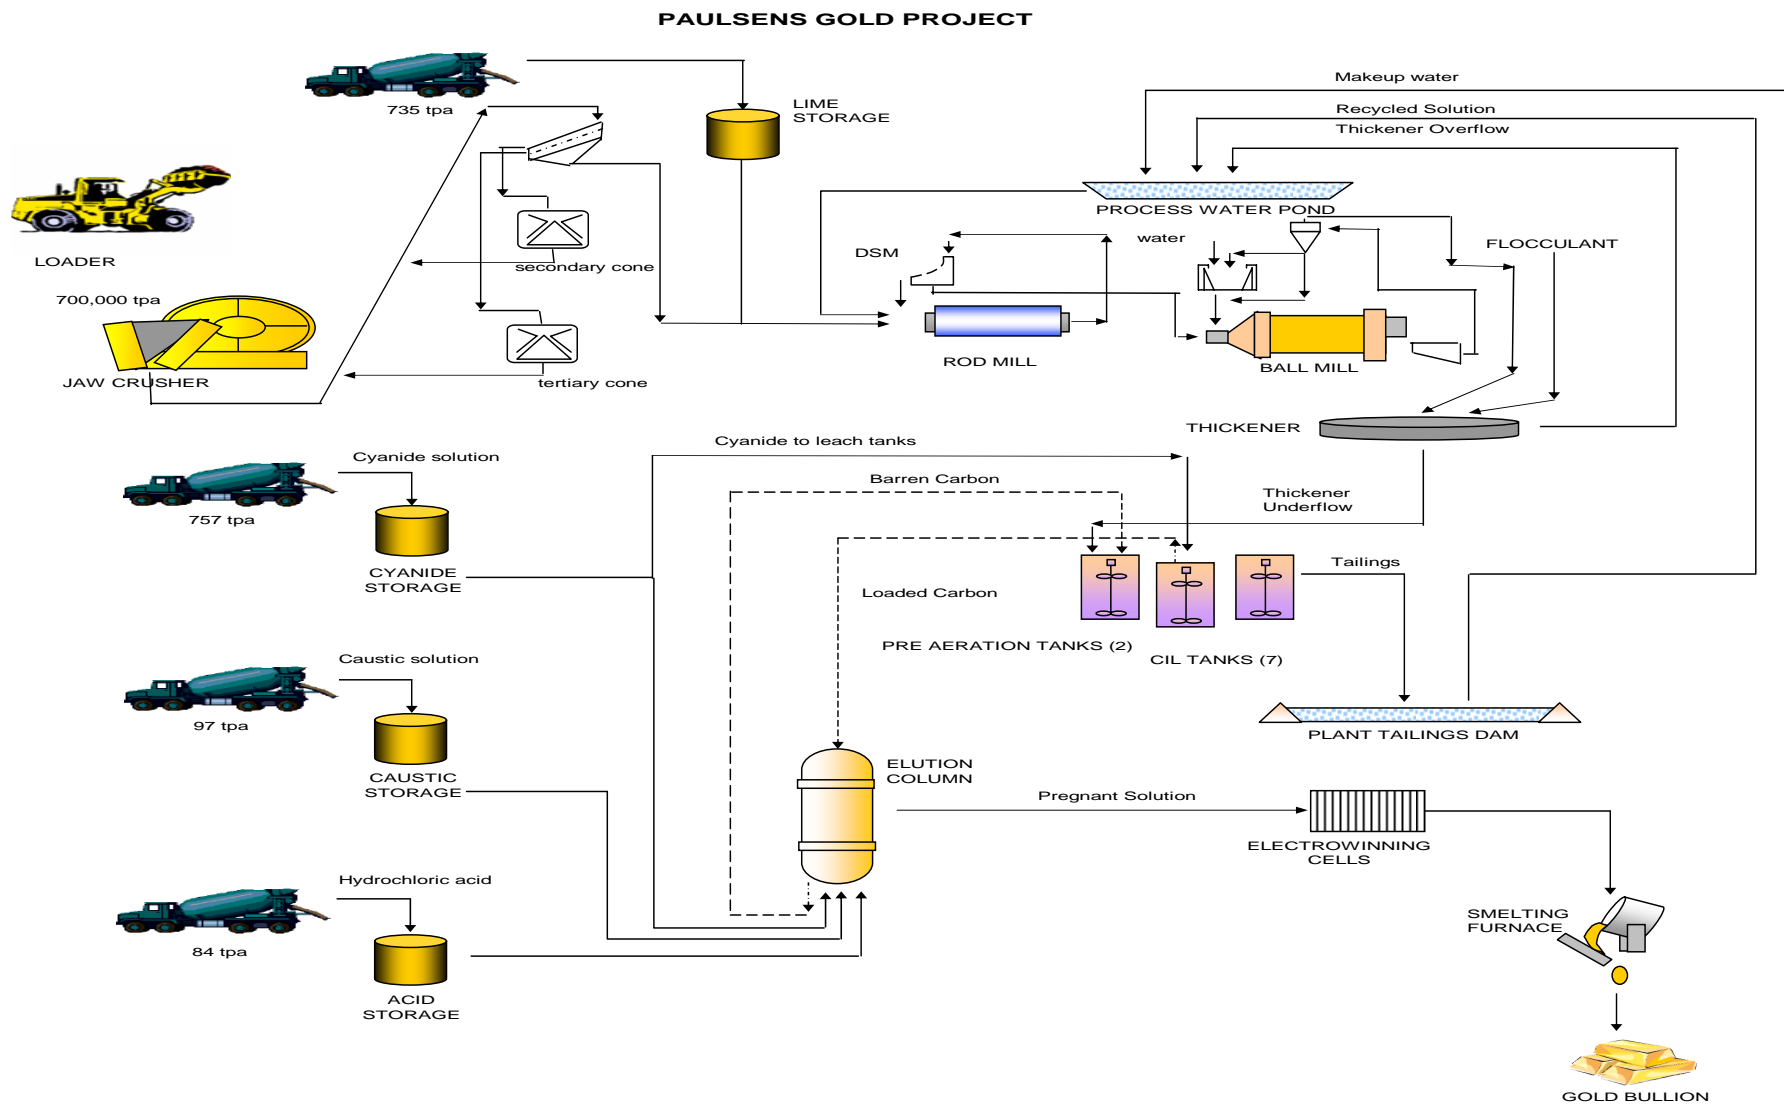 PAULSENS GOLD PROJECT
Makeup water
735 tpa
LIME
STORAGE
Recycled Solution
Thickener Overflow
PROCESS WATER POND
water
FLOCCULANT
DSM
LOADER
secondary cone
700,000 tpa
ROD MILL
BALL MILL
JAW CRUSHER
tertiary cone
THICKENER
Cyanide to leach tanks
Cyanide solution
Barren Carbon
Thickener
Underflow
757 tpa
CYANIDE
STORAGE
Loaded Carbon
Tailings
PRE AERATION TANKS (2)
CIL TANKS (7)
Caustic solution
97 tpa
PLANT TAILINGS DAM
CAUSTIC
STORAGE
ELUTION
COLUMN
Pregnant Solution
ELECTROWINNING
CELLS
Hydrochloric acid
84 tpa
SMELTING
FURNACE
ACID
STORAGE
GOLD BULLION